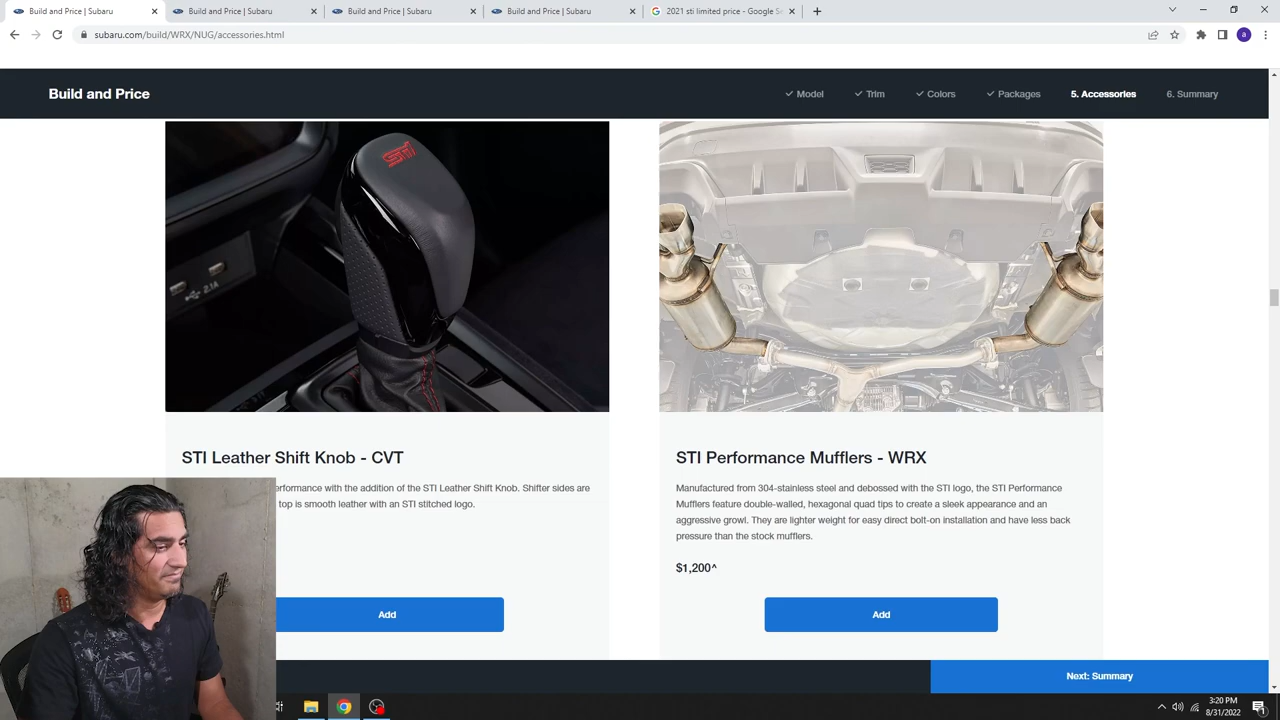 Build and Price | Subaru
Build and Price | Subaru
Build and Price | Subaru
Build and Price | Subaru
2021 sti limited price - Google Se
subaru.com/build/WRX/NUG/accessories.html
a
Build and Price
Model
Trim
Colors
Packages
5. Accessories
6. Summary
STI
2.1A
STI Leather Shift Knob - CVT
erformance with the addition of the STI Leather Shift Knob. Shifter sides are
top is smooth leather with an STI stitched logo.
Add
STI Performance Mufflers - WRX
Manufactured from 304-stainless steel and debossed with the STI logo, the STI Performance
Mufflers feature double-walled, hexagonal quad tips to create a sleek appearance and an
aggressive growl. They are lighter weight for easy direct bolt-on installation and have less back
pressure than the stock mufflers.
$1,200^
Add
Next: Summary
3:20 PM
8/31/2022
1